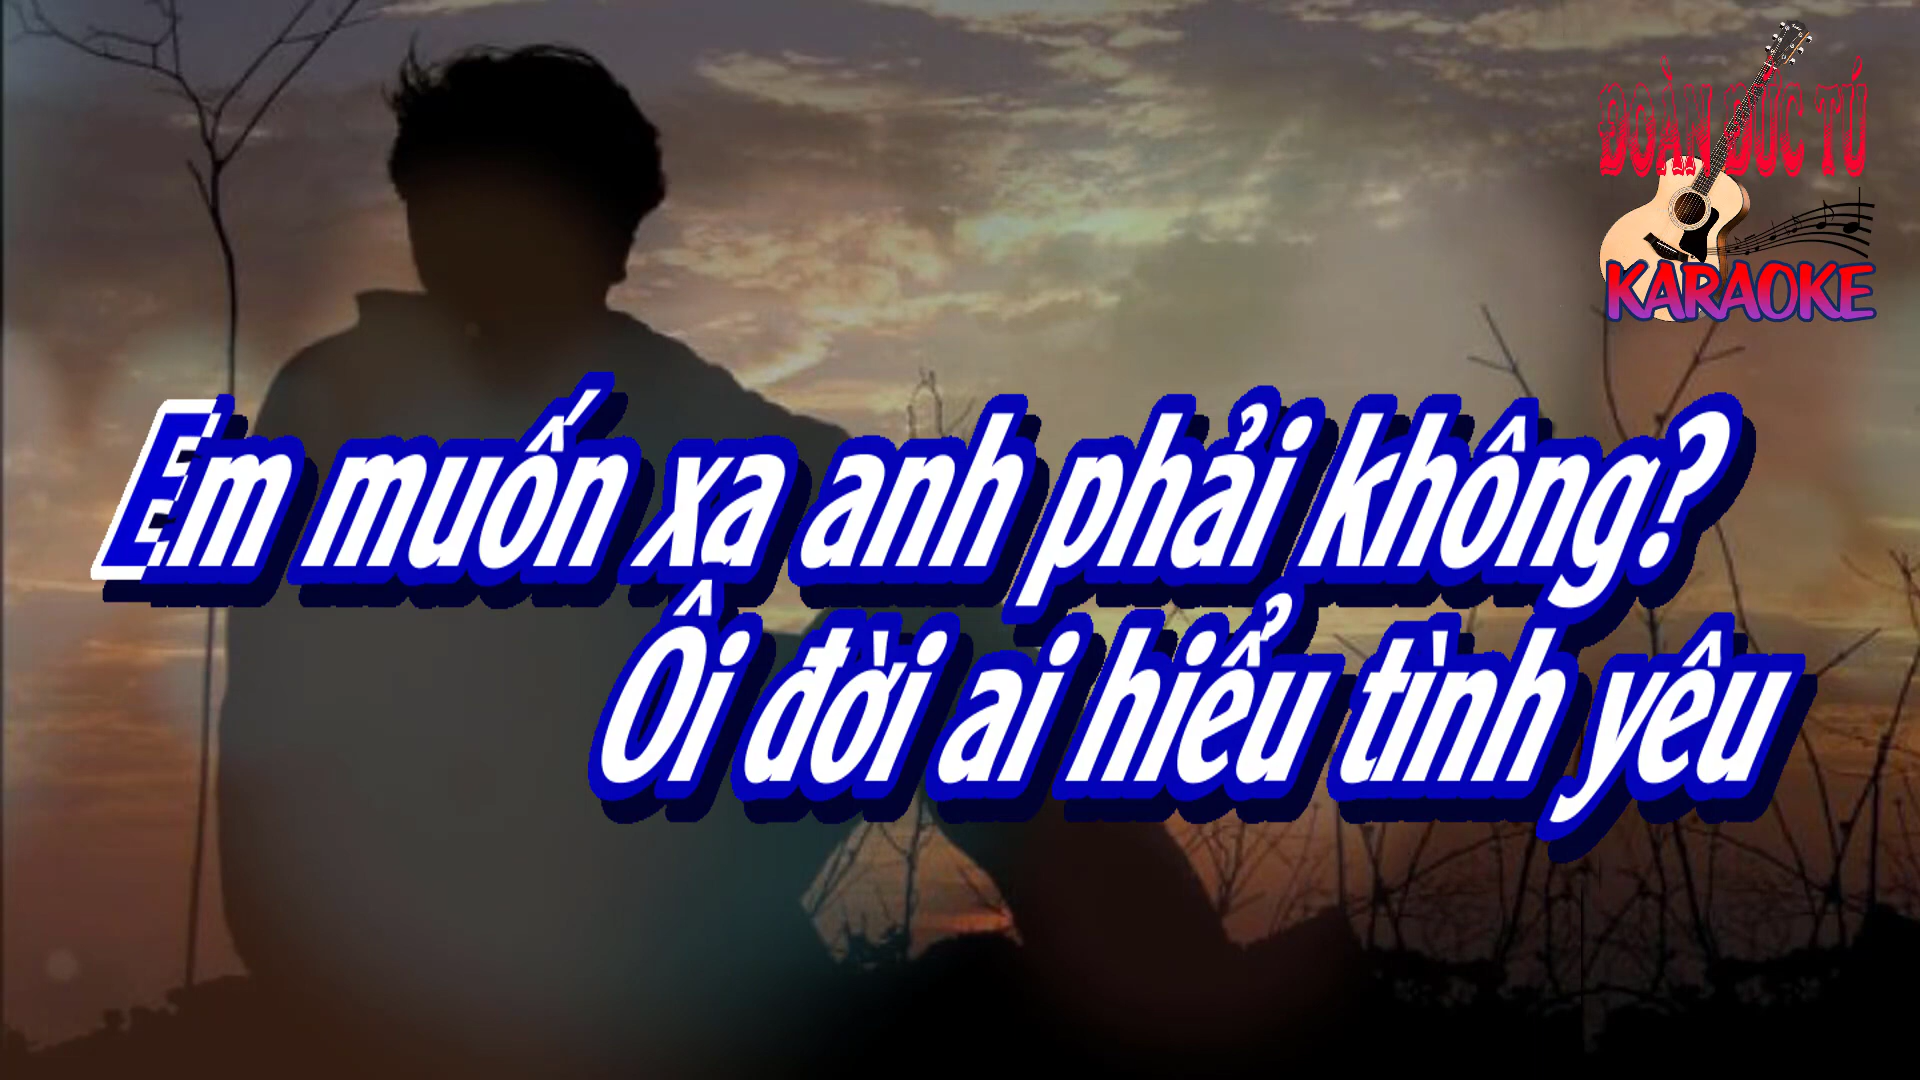 ĐOÀN ĐỨC TÚ
KARAOKE
Em muốn xa anh phải không?
Ôi đời ai hiểu tình yêu